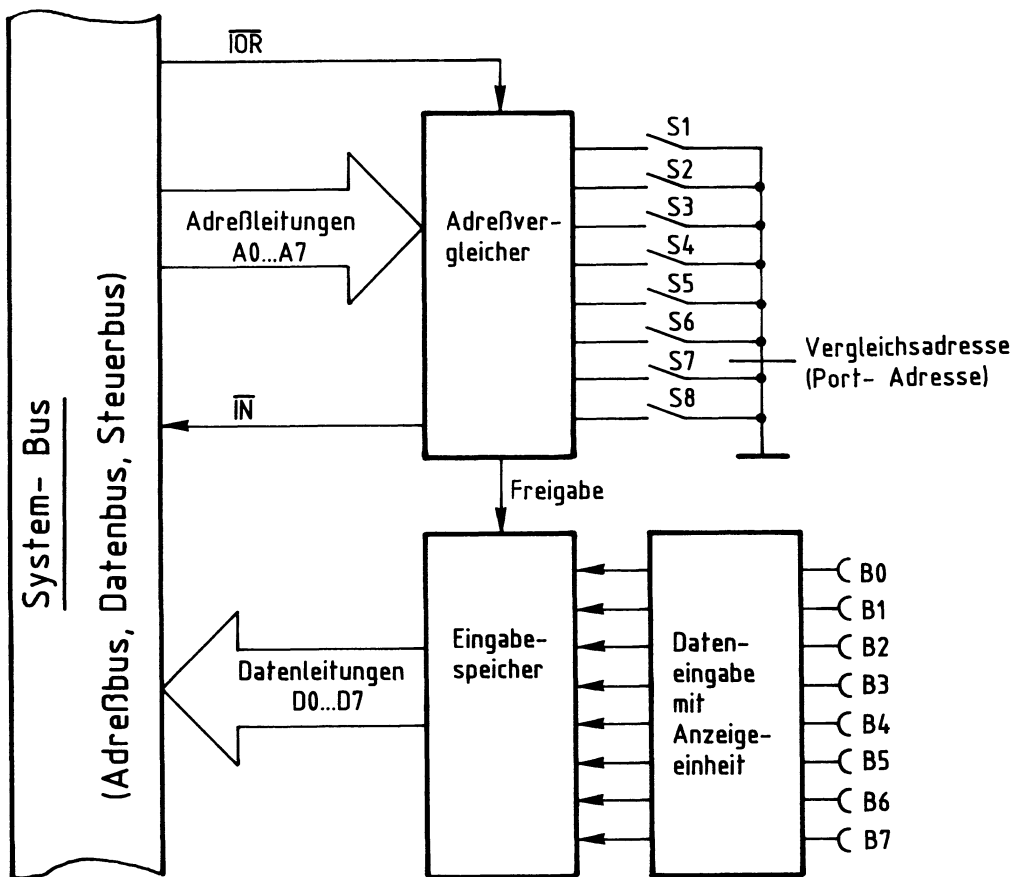 System- Bus
(Adreßbus, Datenbus, Steuerbus)
IOR
Adreßleitungen
A0...A7
IN
Adreßver-
gleicher
S1
S2
S3
S4
S5
S6
S7
S8
Vergleichsadresse
(Port- Adresse)
Freigabe
Datenleitungen
D0...D7
Eingabe-
speicher
Daten-
eingabe
mit
Anzeige-
einheit
B0
B1
B2
B3
B4
B5
B6
B7